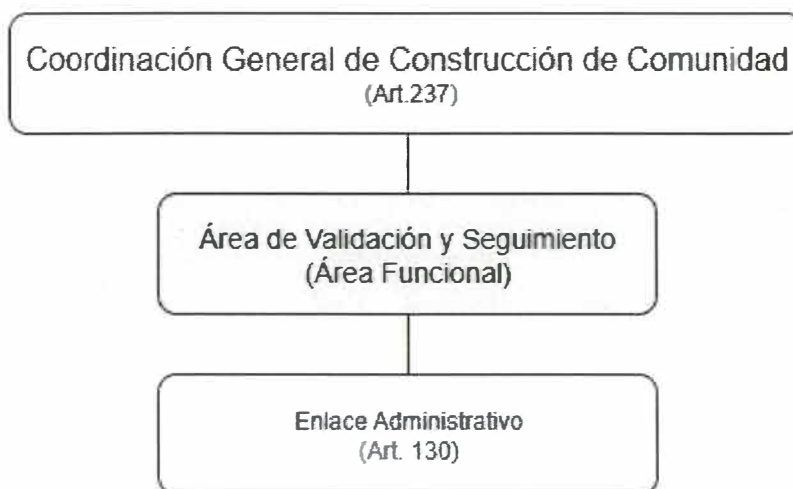 Coordinación General de Construcción de Comunidad
(Art.237)
Área de Validación y Seguimiento
(Área Funcional)
Enlace Administrativo
(Art. 130)